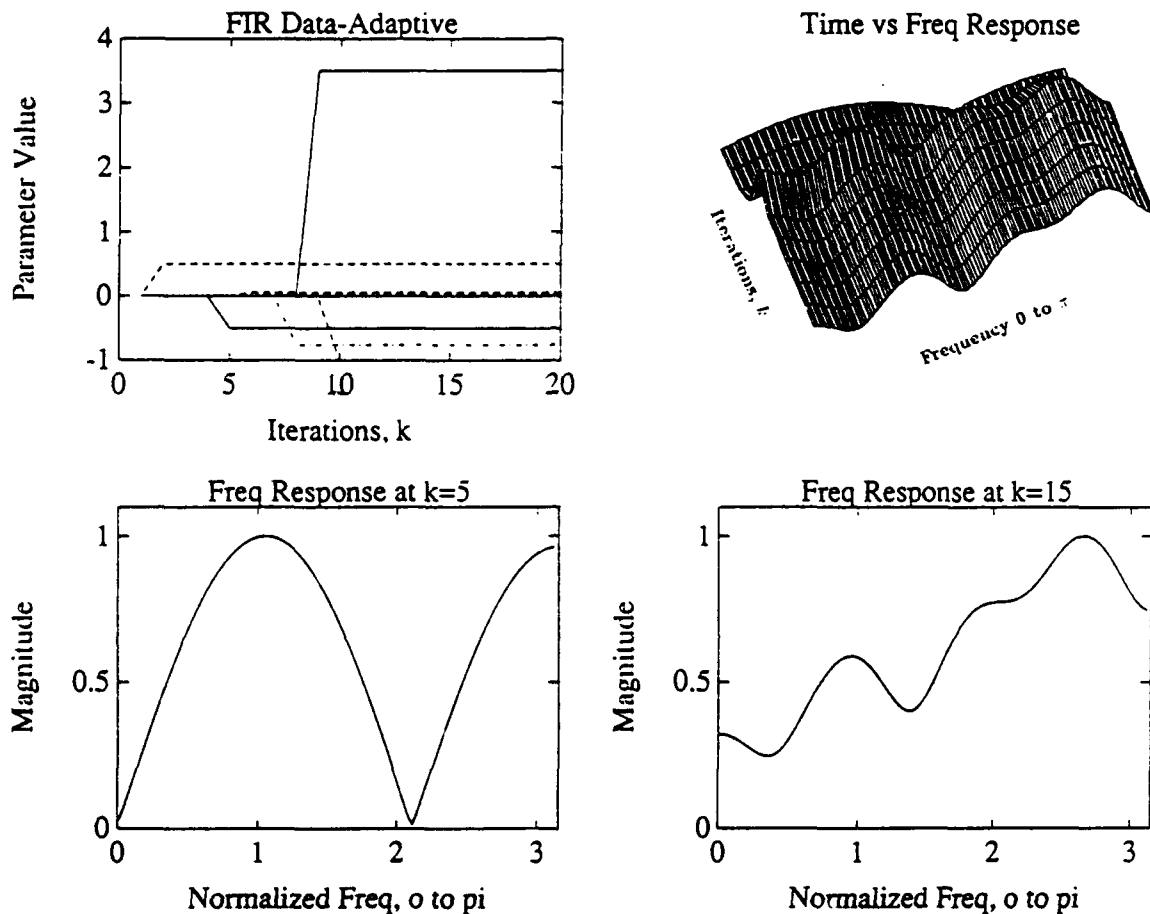 FIR Data-Adaptive
Parameter Value
4
3
2
1
0
-1
0 5 10 15 20
Iterations, k
Time vs Freq Response
Iterations, k
Frequency 0 to π
Freq Response at k=5
Magnitude
1
0.5
0
0 1 2 3
Normalized Freq, o to pi
Freq Response at k=15
Magnitude
1
0.5
0
0 1 2 3
Normalized Freq, o to pi